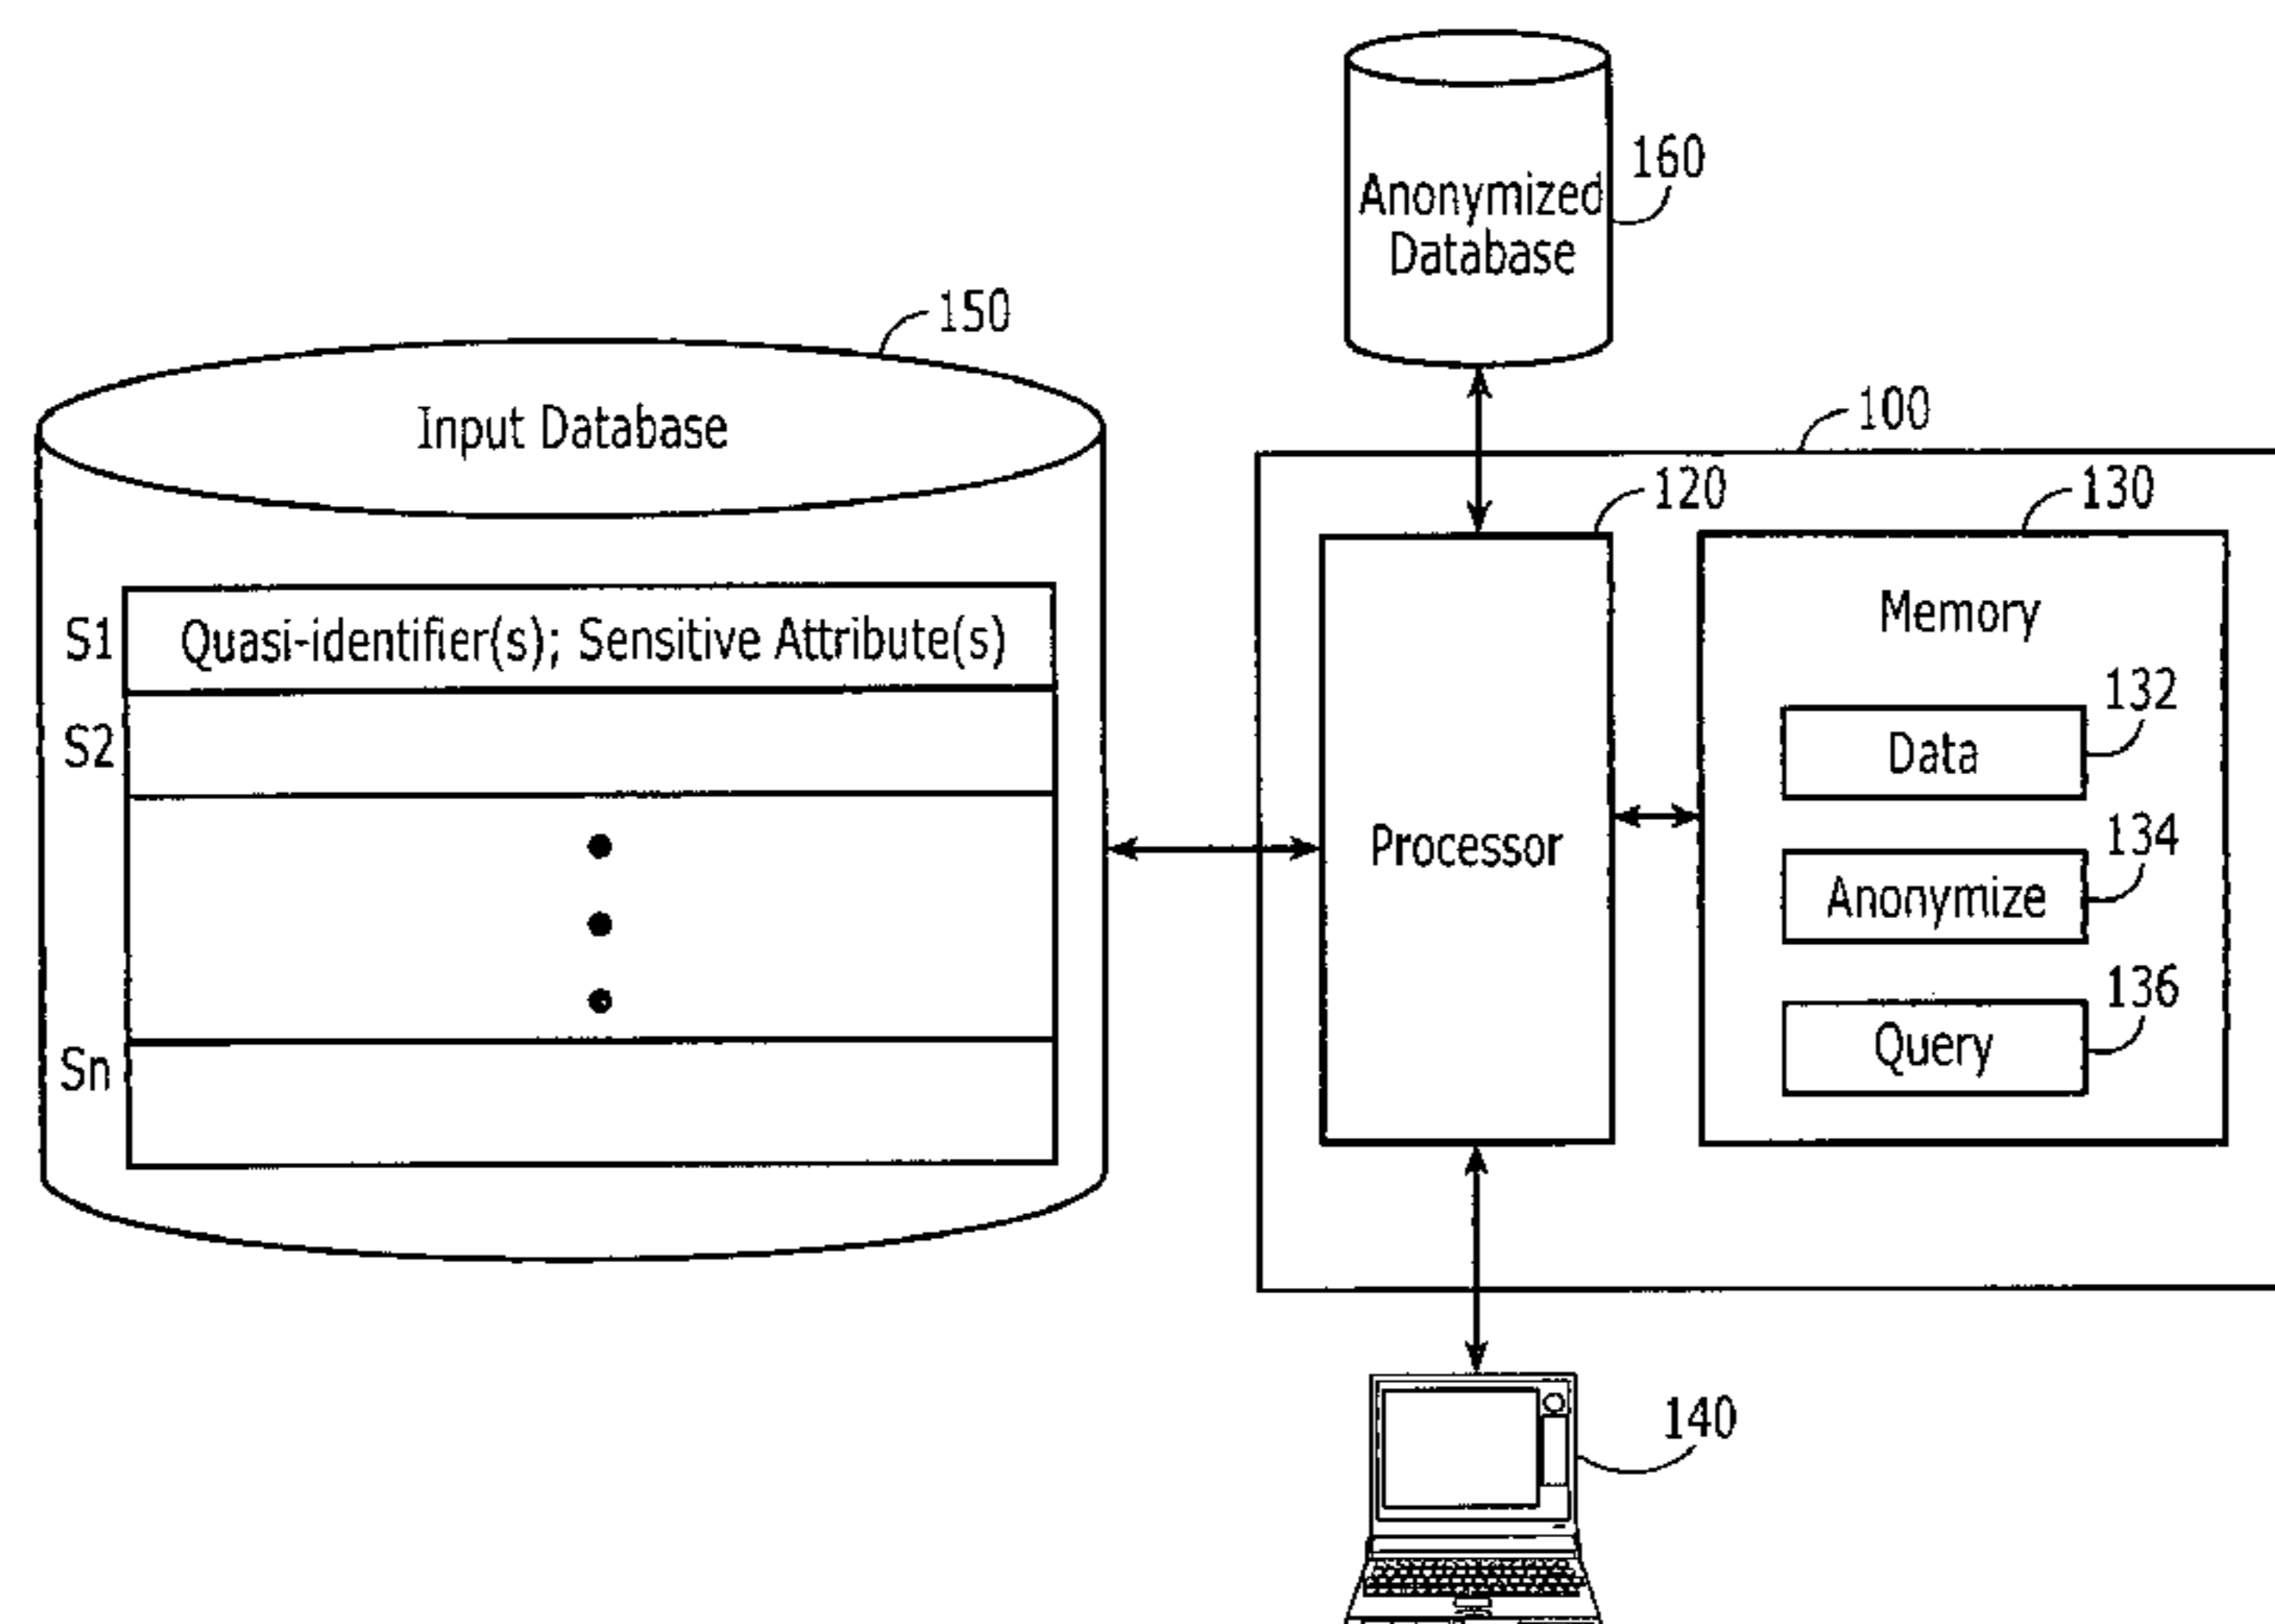 160
Anonymized
Database
150
Input Database
100
120
130
S1
Quasi-identifier(s); Sensitive Attribute(s)
Memory
132
S2
Data
134
Processor
Anonymize
136
Sn
Query
140